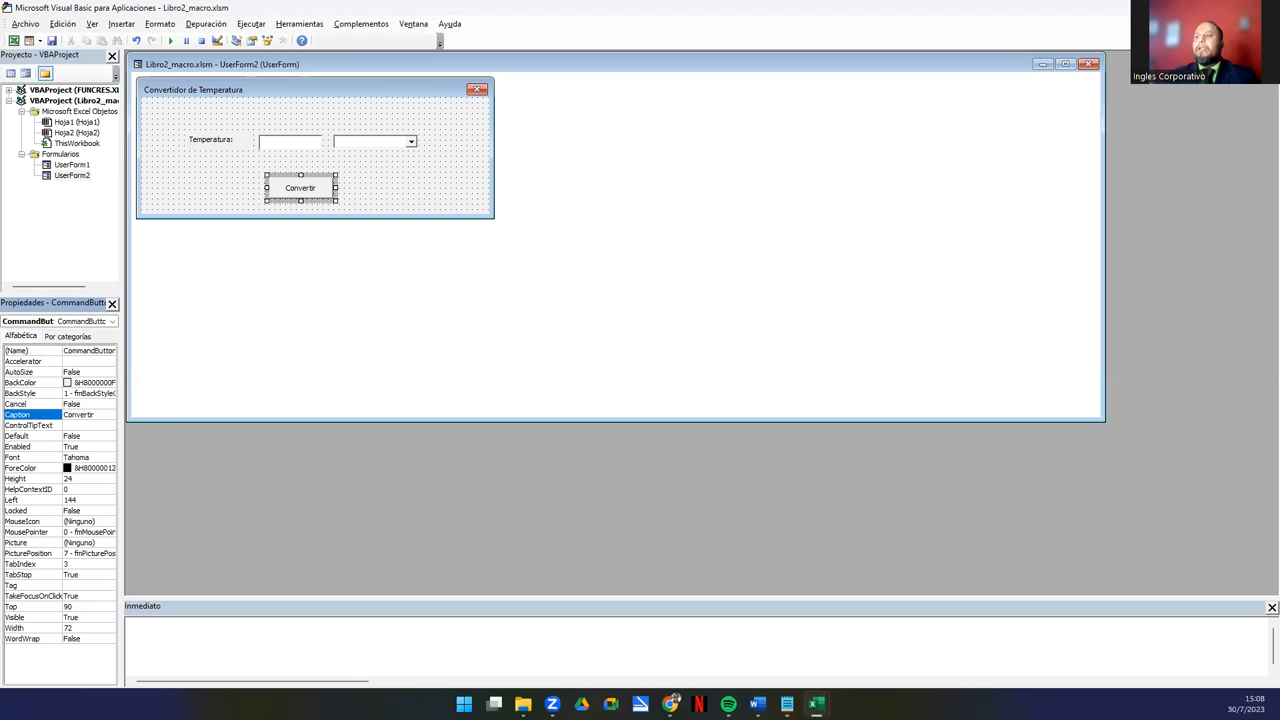 Microsoft Visual Basic para Aplicaciones - Libro2_macro.xlsm
Archivo Edición Ver Insertar Formato Depuración Ejecutar Herramientas Complementos Ventana Ayuda
Proyecto - VBAProject
VBAProject (FUNCRES.XL
VBAProject (Libro2_ma
Microsoft Excel Objetos
Hoja1 (Hoja1)
Hoja2 (Hoja2)
ThisWorkbook
Formularios
UserForm1
UserForm2
Libro2_macro.xlsm - UserForm2 (UserForm)
Convertidor de Temperatura
Temperatura:
Convertir
Ingles Corporativo
Propiedades - CommandButt
CommandBut CommandButto
Alfabética Por categorías
(Name) CommandButton
Accelerator
AutoSize False
BackColor &H8000000F
BackStyle 1 - fmBackStyleO
Cancel False
Caption Convertir
ControlTipText
Default False
Enabled True
Font Tahoma
ForeColor &H80000012
Height 24
HelpContextID 0
Left 144
Locked False
MouseIcon (Ninguno)
MousePointer 0 - fmMousePoin
Picture (Ninguno)
PicturePosition 7 - fmPicturePos
TabIndex 3
TabStop True
Tag
TakeFocusOnClick True
Top 90
Visible True
Width 72
WordWrap False
Inmediato
15:08
30/7/2023